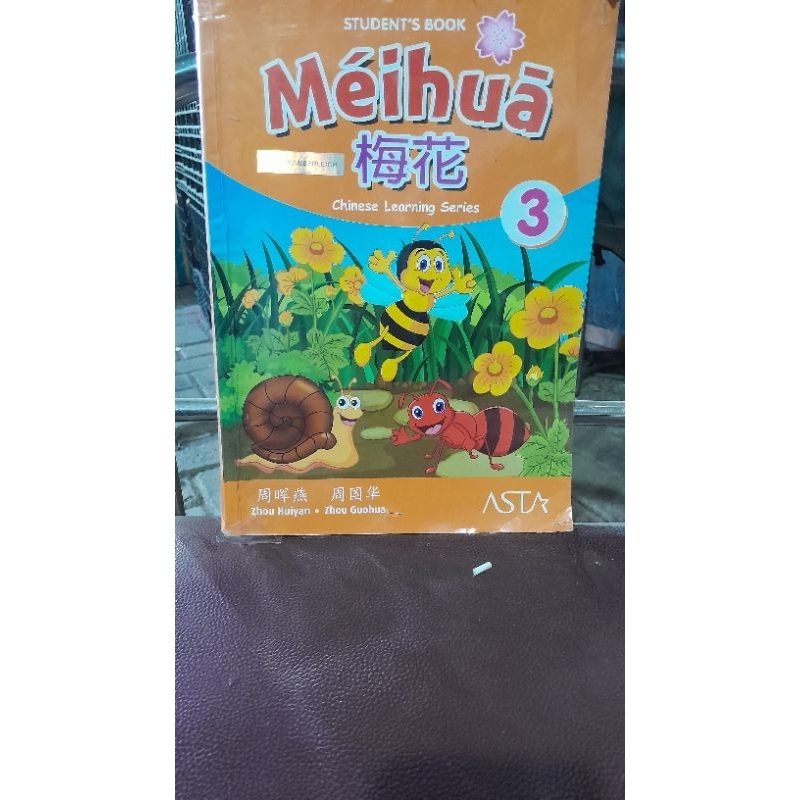 STUDENT'S BOOK
Méihuā
梅花
Chinese Learning Series
3
周晖燕 周国华
Zhou Huiyan • Zhou Guohua
ASTA